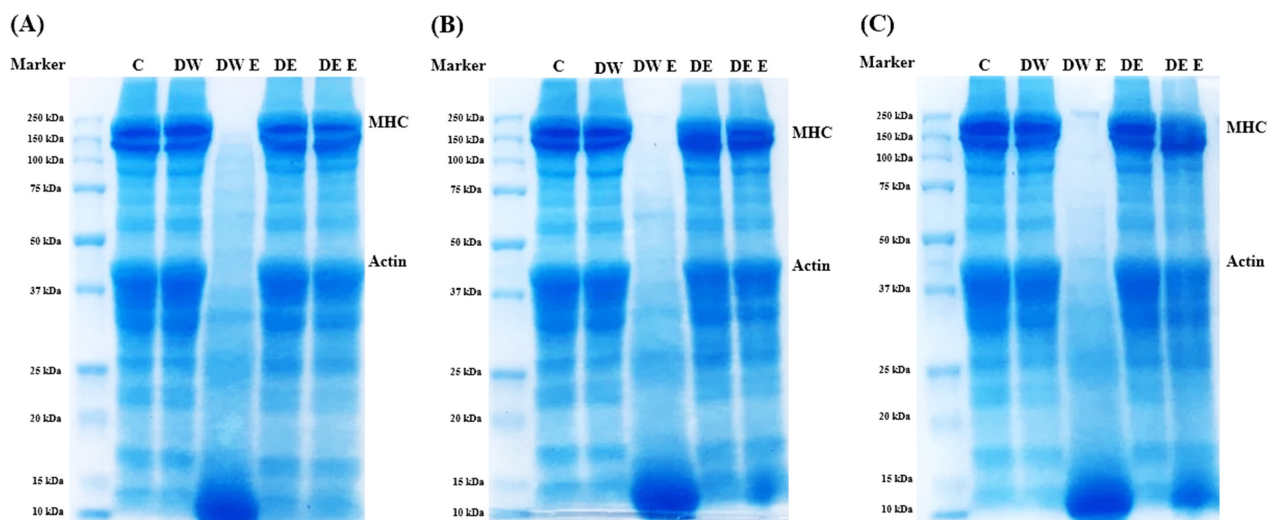 (A)
Marker C DW DW E DE DE E
250 kDa
150 kDa
100 kDa
75 kDa
50 kDa
37 kDa
25 kDa
20 kDa
15 kDa
10 kDa
MHC
Actin
(B)
Marker C DW DW E DE DE E
250 kDa
150 kDa
100 kDa
75 kDa
50 kDa
37 kDa
25 kDa
20 kDa
15 kDa
10 kDa
MHC
Actin
(C)
Marker C DW DW E DE DE E
250 kDa
150 kDa
100 kDa
75 kDa
50 kDa
37 kDa
25 kDa
20 kDa
15 kDa
10 kDa
MHC
Actin